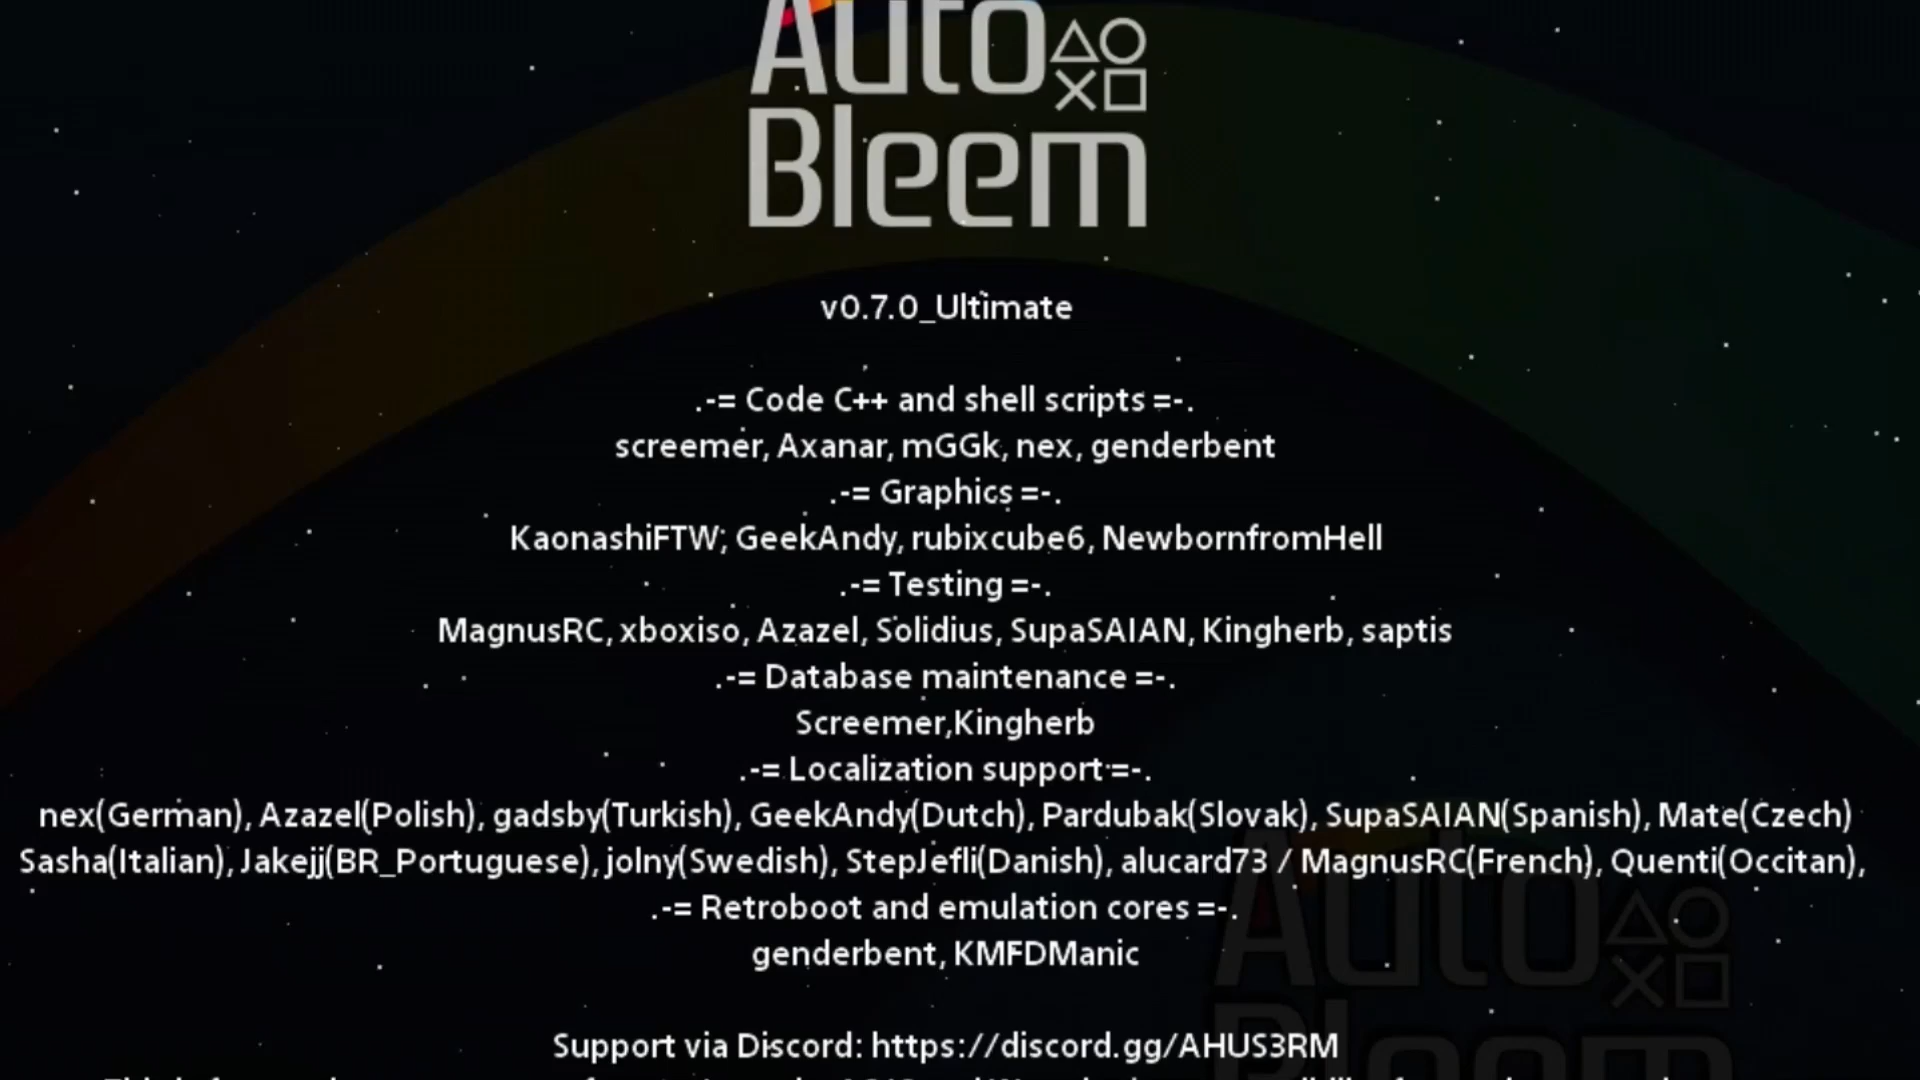 Auto
Bleem
v0.7.0_Ultimate
.-= Code C++ and shell scripts =-.
screemer, Axanar, mGGk, nex, genderbent
.-= Graphics =-.
KaonashiFTW, GeekAndy, rubixcube6, NewbornfromHell
.-= Testing =-.
MagnusRC, xboxiso, Azazel, Solidius, SupaSAIAN, Kingherb, saptis
.-= Database maintenance =-.
Screemer,Kingherb
.-= Localization support =-.
nex(German), Azazel(Polish), gadsby(Turkish), GeekAndy(Dutch), Pardubak(Slovak), SupaSAIAN(Spanish), Mate(Czech)
Sasha(Italian), Jakejj(BR_Portuguese), jolny(Swedish), StepJefli(Danish), alucard73 / MagnusRC(French), Quenti(Occitan),
.-= Retroboot and emulation cores =-.
genderbent, KMFDManic
Auto
Bleem
Support via Discord: https://discord.gg/AHUS3RM